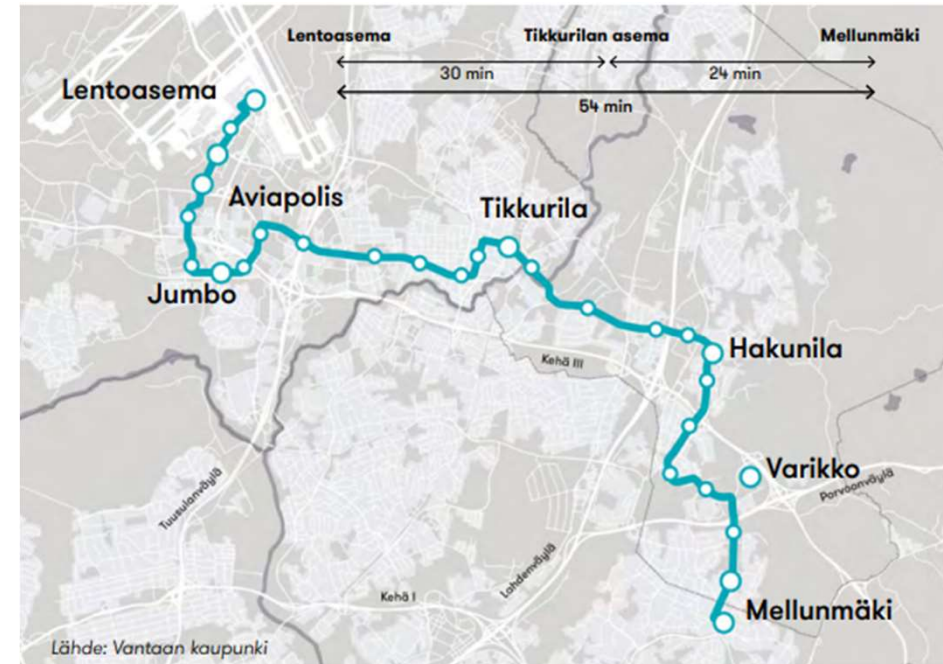 Lentoasema
Tikkurilan asema
Mellunmäki
30 min
24 min
54 min
Lentoasema
Aviapolis
Tikkurila
Jumbo
Hakunila
Kehä III
Varikko
Porvoonväylä
Tuusulanväylä
Lahdenväylä
Kehä I
Mellunmäki
Lähde: Vantaan kaupunki